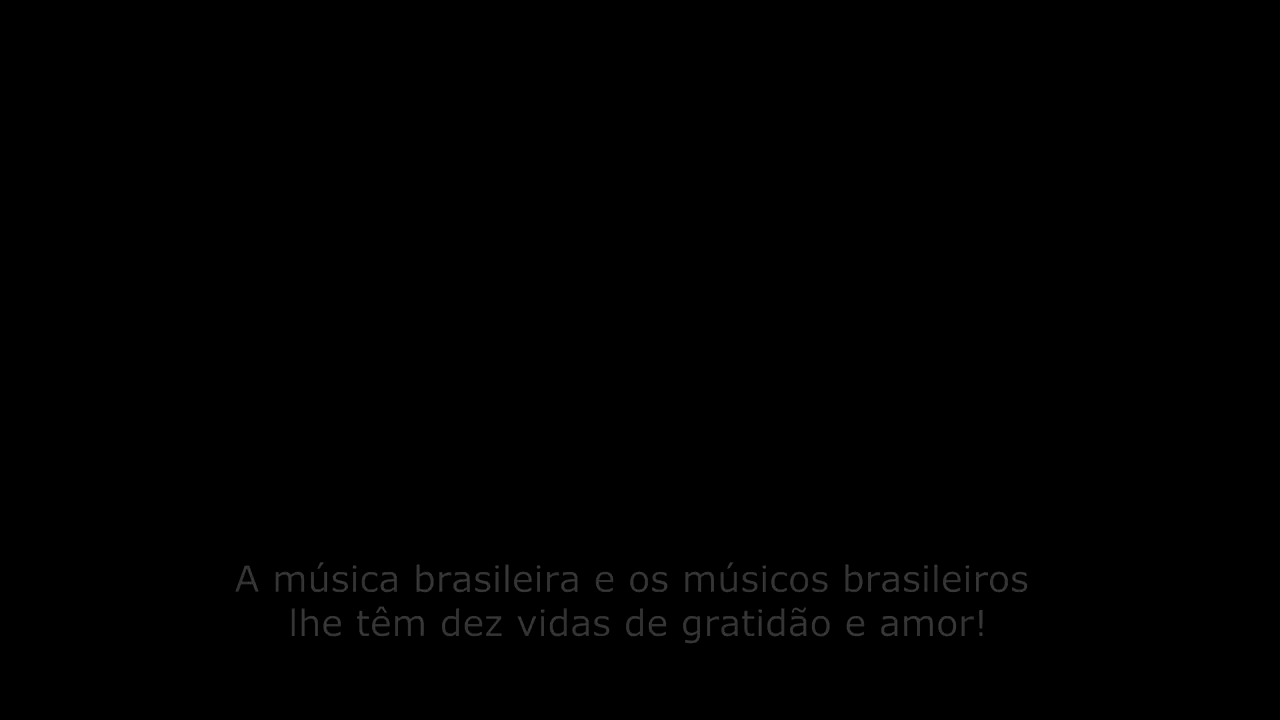 A música brasileira e os músicos brasileiros
lhe têm dez vidas de gratidão e amor!